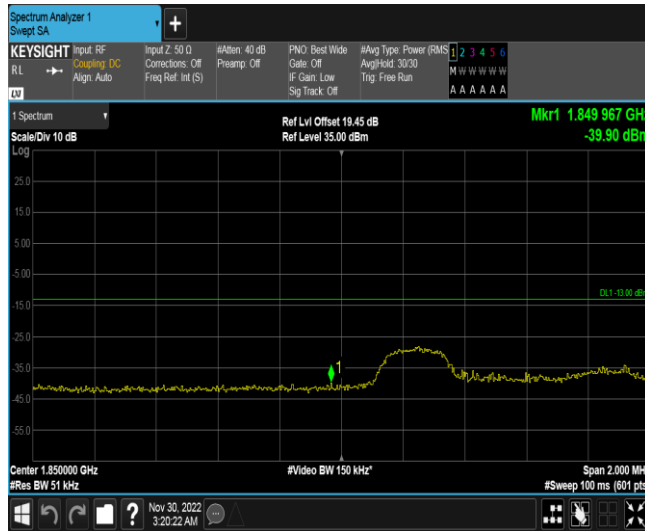 Spectrum Analyzer 1
Swept SA
+
KEYSIGHT Input: RF Input Z: 50 Ω #Atten: 40 dB PNO: Best Wide #Avg Type: Power (RMS 1 2 3 4 5 6
RL Coupling: DC Corrections: Off Preamp: Off Gate: Off Avg|Hold: 30/30 M W W W W W
Align: Auto Freq Ref: Int (S) IF Gain: Low Trig: Free Run
LXI Sig Track: Off A A A A A A
1 Spectrum Ref Lvl Offset 19.45 dB Mkr1 1.849 967 GH
Scale/Div 10 dB Ref Level 35.00 dBm -39.90 dBm
Log
25.0
15.0
5.00
-5.00
DL1 -13.00 dBm
-15.0
-25.0
-35.0
1
-45.0
-55.0
Center 1.850000 GHz #Video BW 150 kHz* Span 2.000 MH
#Res BW 51 kHz #Sweep 100 ms (601 pts
? Nov 30, 2022
3:20:22 AM